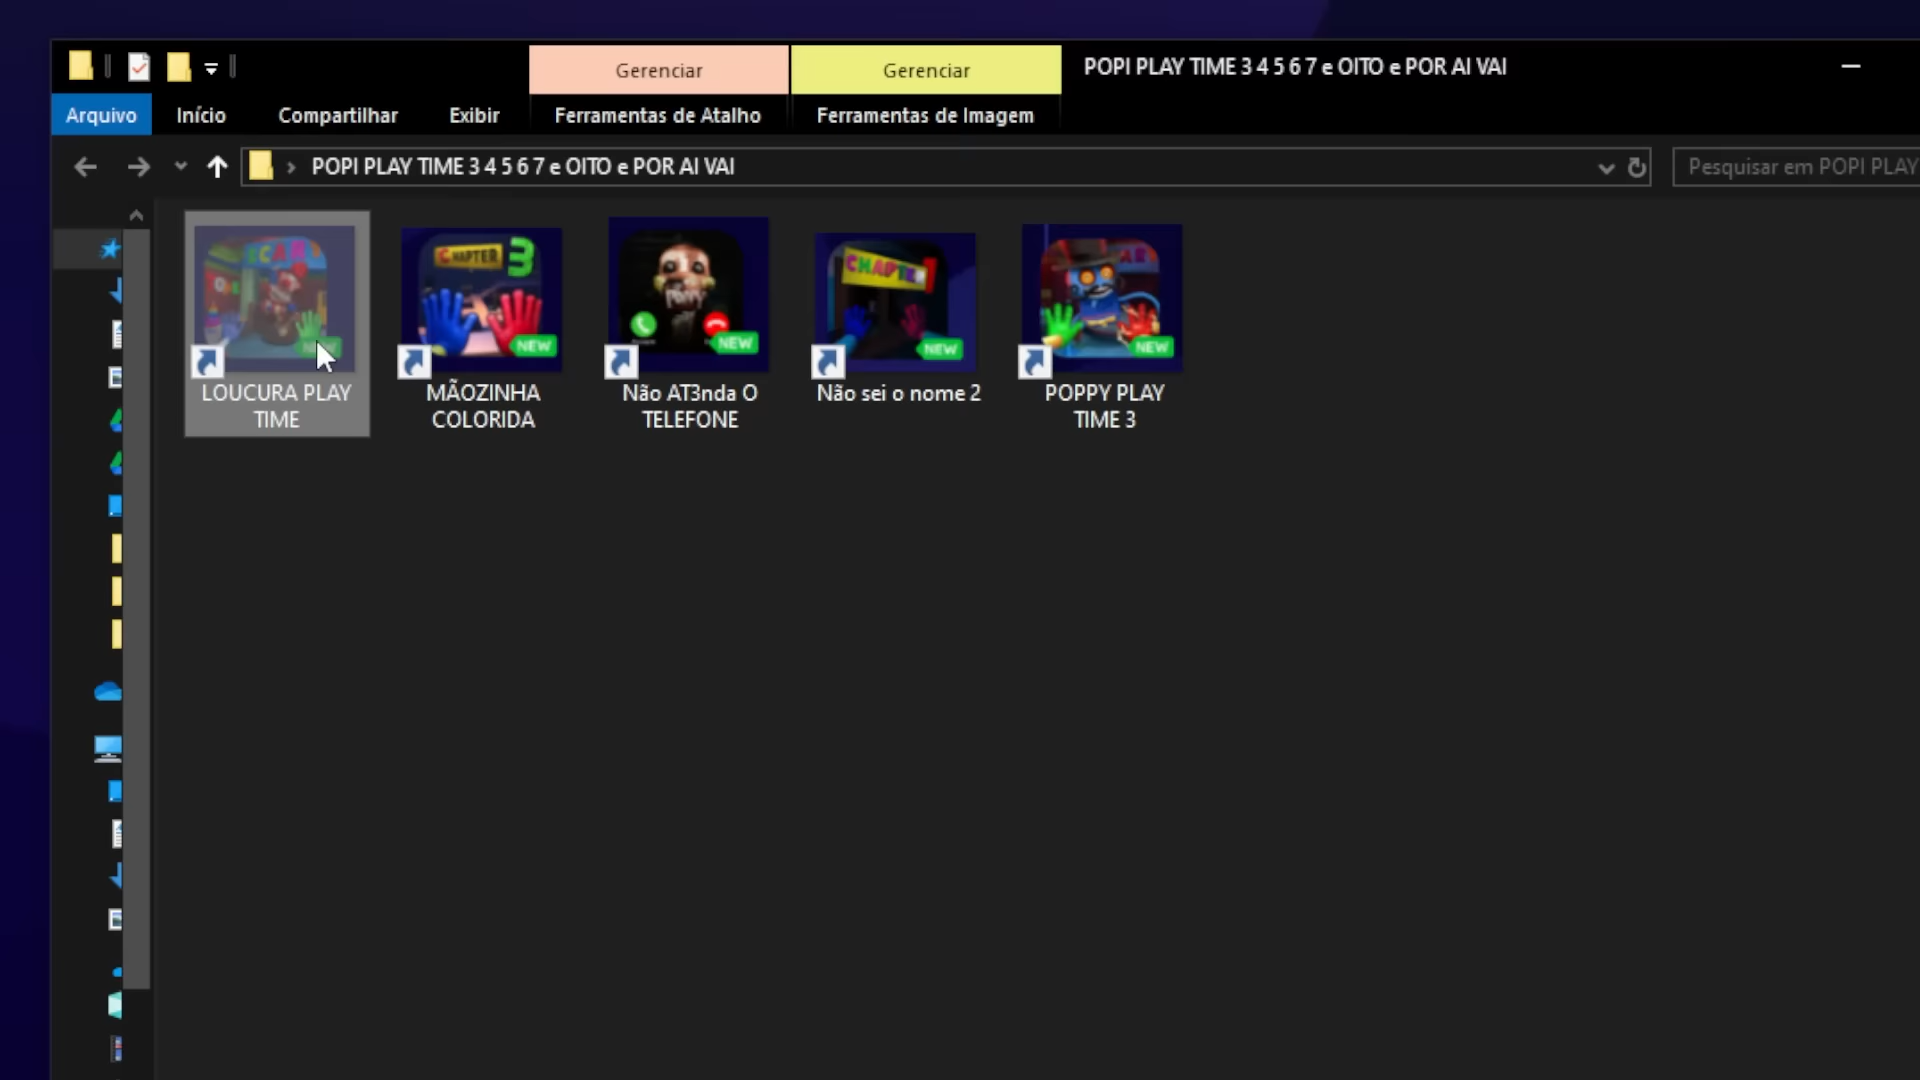 Gerenciar
Gerenciar
POPI PLAY TIME 3 4 5 6 7 e OITO e POR AI VAI
Arquivo
Início
Compartilhar
Exibir
Ferramentas de Atalho
Ferramentas de Imagem
POPI PLAY TIME 3 4 5 6 7 e OITO e POR AI VAI
Pesquisar em POPI PLAY
CHAPTER 3
NEW
NEW
CHAPTER 1
NEW
NEW
LOUCURA PLAY
TIME
MÃOZINHA
COLORIDA
Não AT3nda O
TELEFONE
Não sei o nome 2
POPPY PLAY
TIME 3